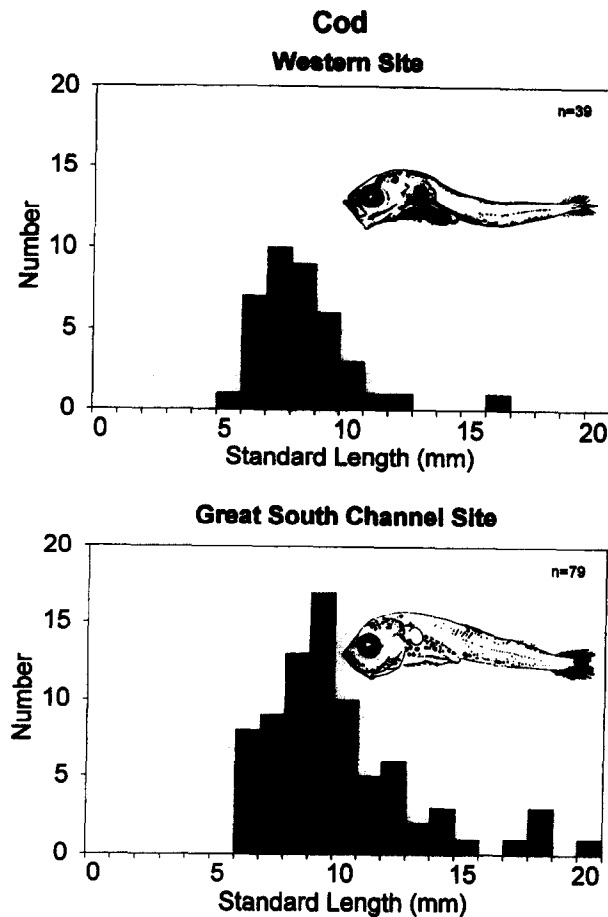 Cod
Western Site
20
n=39
15
Number
10
5
0
0 5 10 15 20
Standard Length (mm)
Great South Channel Site
20
n=79
15
Number
10
5
0
0 5 10 15 20
Standard Length (mm)